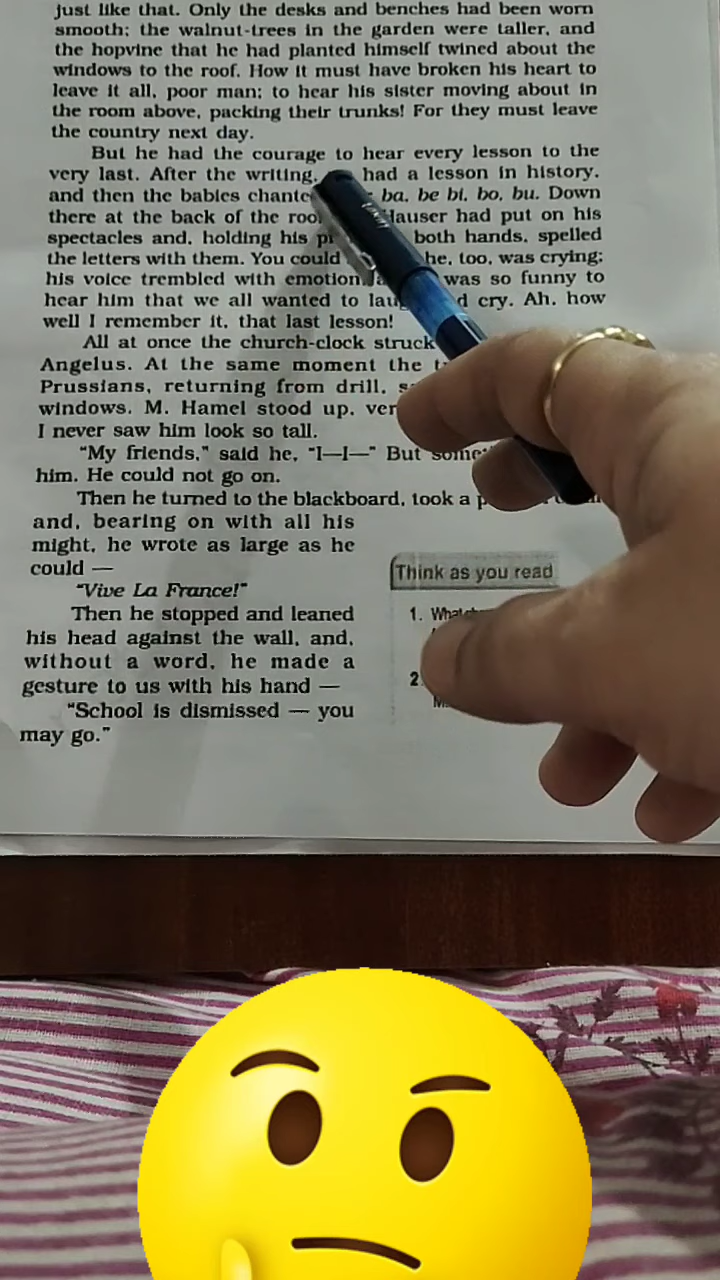 just like that. Only the desks and benches had been worn
smooth; the walnut-trees in the garden were taller, and
the hopvine that he had planted himself twined about the
windows to the roof. How it must have broken his heart to
leave it all, poor man; to hear his sister moving about in
the room above, packing their trunks! For they must leave
the country next day.
But he had the courage to hear every lesson to the
very last. After the writing, had a lesson in history,
and then the babies ba, be bi, bo, bu. Down
there at the back of the had put on his
spectacles and, holding his both hands, spelled
the letters with them. You could he, too, was crying;
his voice trembled with emotion, was so funny to
hear him that we all wanted to cry. Ah, how
well I remember it, that last lesson!
All at once the church-clock struck
Angelus. At the same moment the
Prussians, returning from drill,
windows. M. Hamel stood up,
I never saw him look so tall.
“My friends,” said he, “I—I—” But
him. He could not go on.
Then he turned to the blackboard, took a
and, bearing on with all his
might, he wrote as large as he
could —
“Vive La France!”
Then he stopped and leaned
his head against the wall, and,
without a word, he made a
gesture to us with his hand —
“School is dismissed — you
may go.”
Think as you read
1.
2